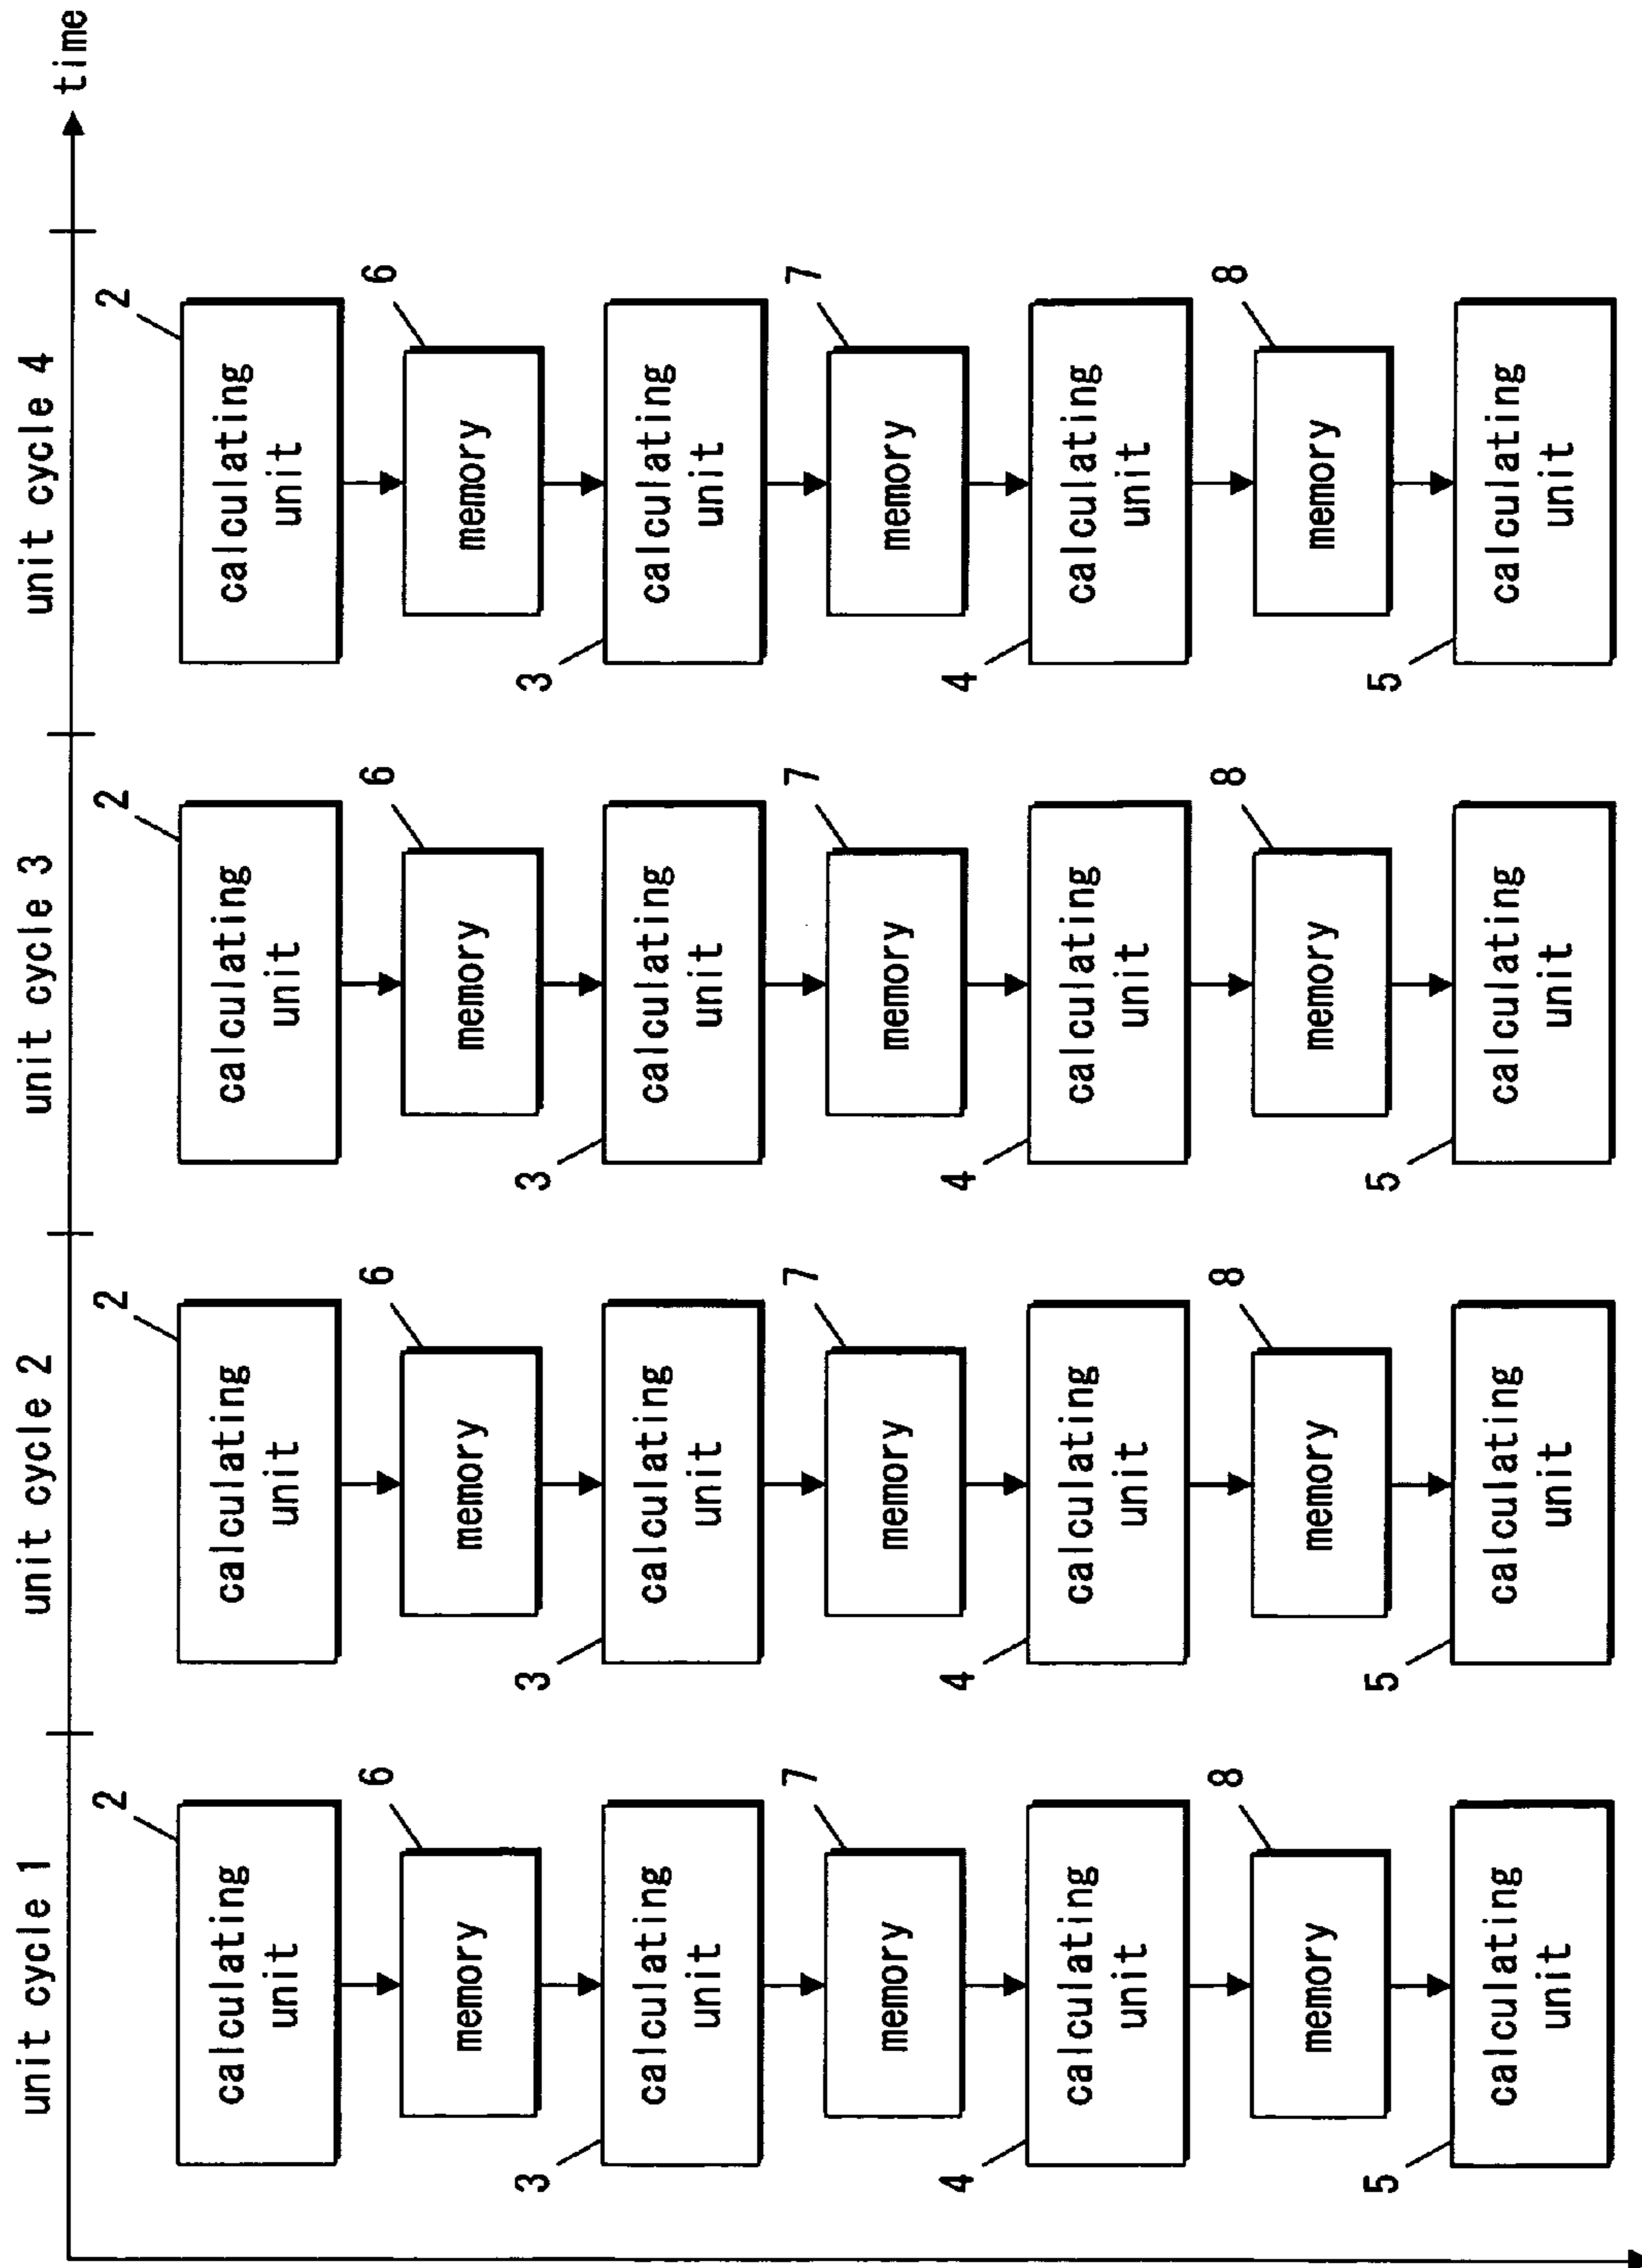 unit cycle 1 unit cycle 2 unit cycle 3 unit cycle 4
time
2 2 2 2
calculating calculating calculating calculating
unit unit unit unit
6 6 6 6
memory memory memory memory
3 3 3 3
calculating calculating calculating calculating
unit unit unit unit
7 7 7 7
memory memory memory memory
4 4 4 4
calculating calculating calculating calculating
unit unit unit unit
8 8 8 8
memory memory memory memory
5 5 5 5
calculating calculating calculating calculating
unit unit unit unit